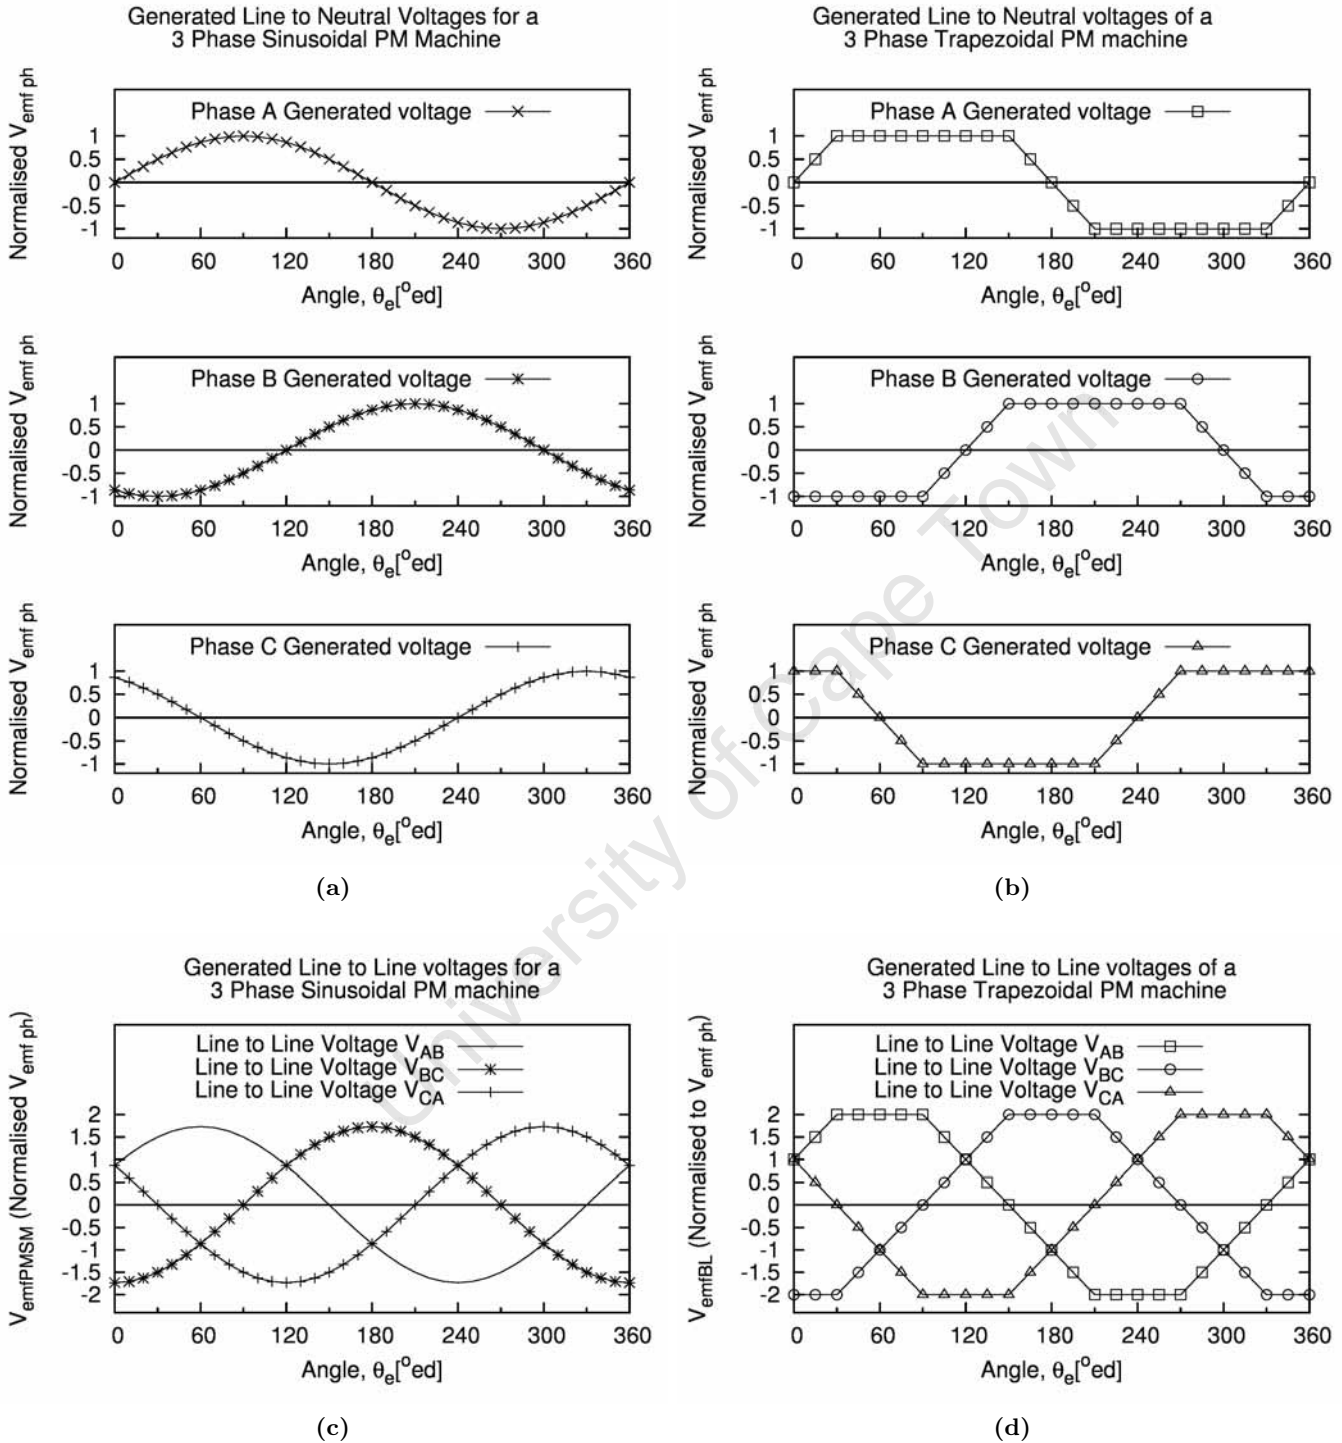 Generated Line to Neutral Voltages for a
3 Phase Sinusoidal PM Machine
Normalised V_emf ph
Phase A Generated voltage
1
0.5
0
-0.5
-1
0 60 120 180 240 300 360
Angle, θ_e[°ed]
Normalised V_emf ph
Phase B Generated voltage
1
0.5
0
-0.5
-1
0 60 120 180 240 300 360
Angle, θ_e[°ed]
Normalised V_emf ph
Phase C Generated voltage
1
0.5
0
-0.5
-1
0 60 120 180 240 300 360
Angle, θ_e[°ed]
(a)
Generated Line to Neutral voltages of a
3 Phase Trapezoidal PM machine
Normalised V_emf ph
Phase A Generated voltage
1
0.5
0
-0.5
-1
0 60 120 180 240 300 360
Angle, θ_e[°ed]
Normalised V_emf ph
Phase B Generated voltage
1
0.5
0
-0.5
-1
0 60 120 180 240 300 360
Angle, θ_e[°ed]
Normalised V_emf ph
Phase C Generated voltage
1
0.5
0
-0.5
-1
0 60 120 180 240 300 360
Angle, θ_e[°ed]
(b)
Generated Line to Line voltages for a
3 Phase Sinusoidal PM machine
V_emfPMSM (Normalised V_emf ph)
Line to Line Voltage V_AB
Line to Line Voltage V_BC
Line to Line Voltage V_CA
2
1.5
1
0.5
0
-0.5
-1
-1.5
-2
0 60 120 180 240 300 360
Angle, θ_e[°ed]
(c)
Generated Line to Line voltages of a
3 Phase Trapezoidal PM machine
V_emfBL (Normalised to V_emf ph)
Line to Line Voltage V_AB
Line to Line Voltage V_BC
Line to Line Voltage V_CA
2
1.5
1
0.5
0
-0.5
-1
-1.5
-2
0 60 120 180 240 300 360
Angle, θ_e[°ed]
(d)
University of Cape Town